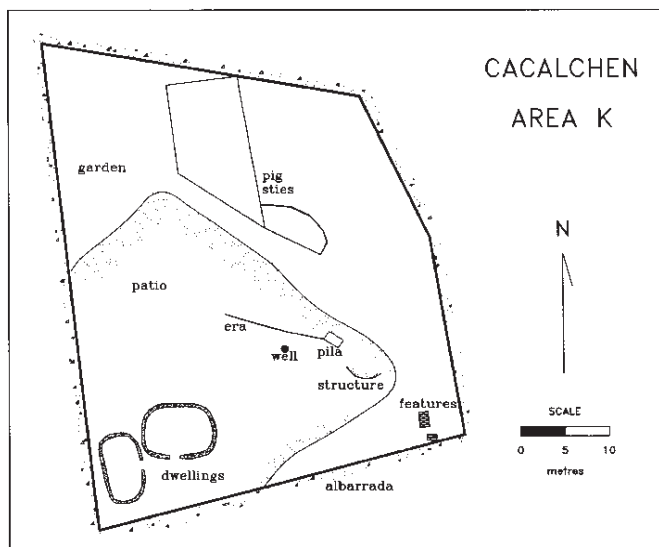 CACALCHEN
AREA K
garden
pig
sties
N
patio
era
well
pila
structure
features
SCALE
0 5 10
metres
dwellings
albarrada